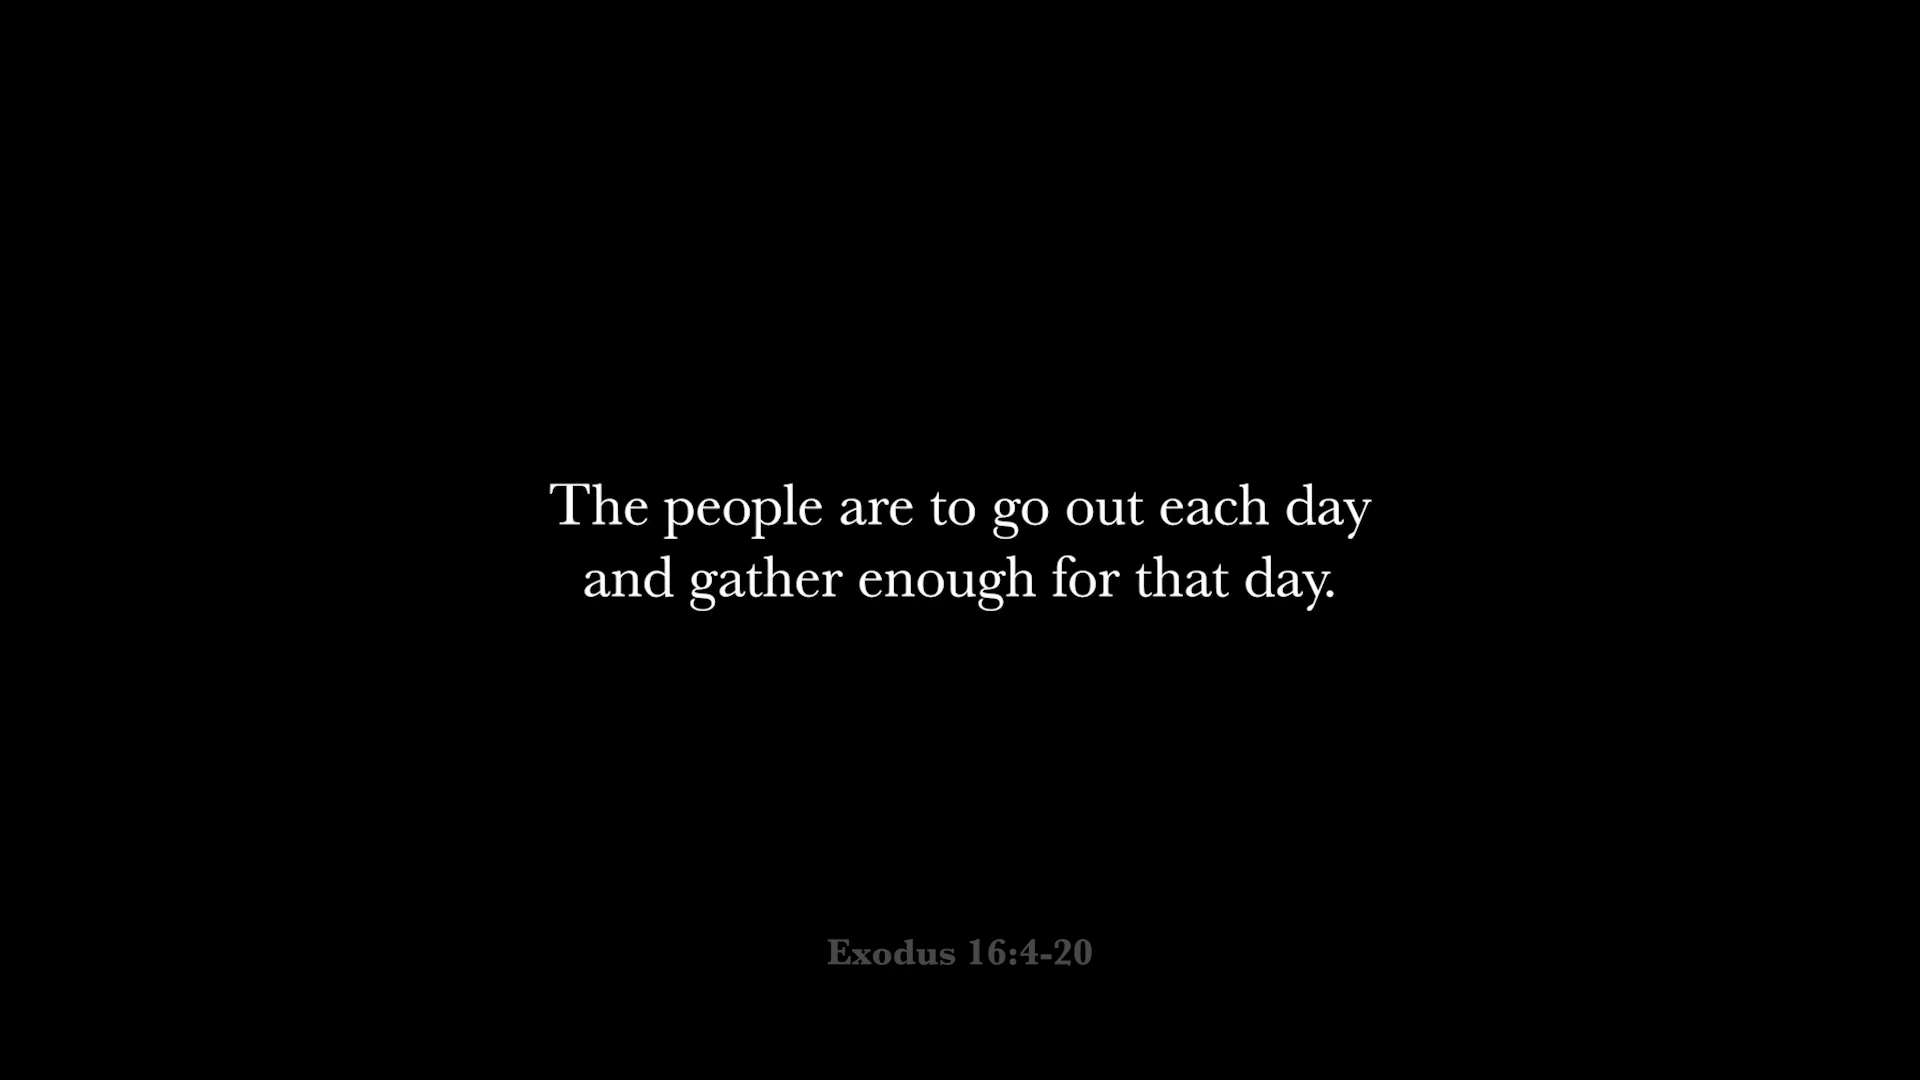 The people are to go out each day
and gather enough for that day.
Exodus 16:4-20